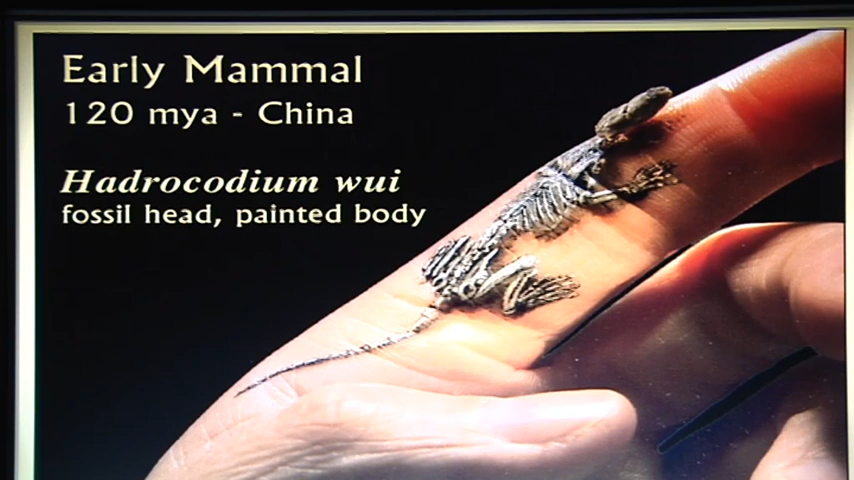 Early Mammal
120 mya - China
Hadrocodium wui
fossil head, painted body